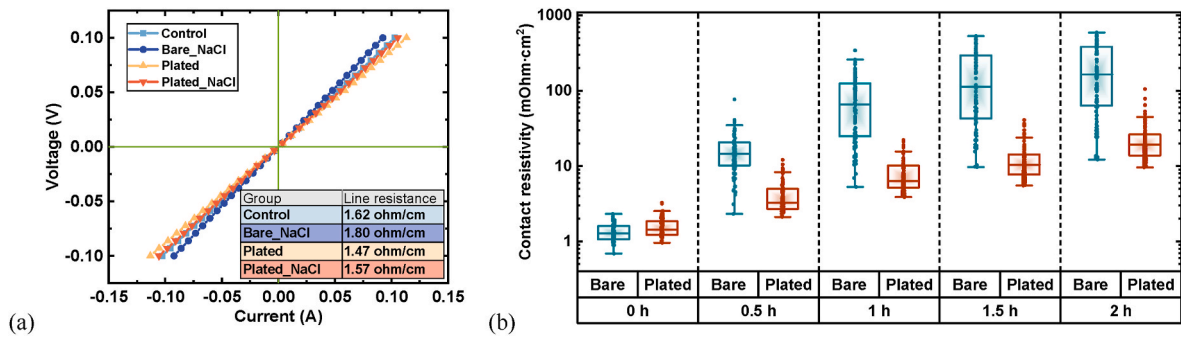 0.10
0.05
0.00
-0.05
-0.10
Voltage (V)
Control
Bare_NaCl
Plated
Plated_NaCl
Group Line resistance
Control 1.62 ohm/cm
Bare_NaCl 1.80 ohm/cm
Plated 1.47 ohm/cm
Plated_NaCl 1.57 ohm/cm
-0.15 -0.10 -0.05 0.00 0.05 0.10 0.15
Current (A)
(a)
1000
100
10
1
Contact resistivity (mOhm·cm²)
Bare Plated Bare Plated Bare Plated Bare Plated Bare Plated
0 h 0.5 h 1 h 1.5 h 2 h
(b)